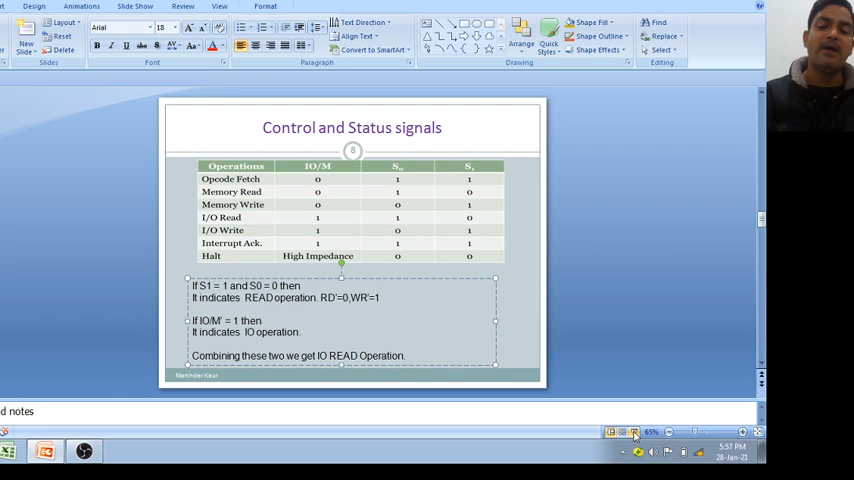 Design Animations Slide Show Review View Format
New Slide
Layout
Reset
Delete
Arial 18
Text Direction
Align Text
Convert to SmartArt
Arrange
Quick Styles
Shape Fill
Shape Outline
Shape Effects
Find
Replace
Select
Slides Font Paragraph Drawing Editing
Control and Status signals
8
Operations IO/M S₀ S₁
Opcode Fetch 0 1 1
Memory Read 0 1 0
Memory Write 0 0 1
I/O Read 1 1 0
I/O Write 1 0 1
Interrupt Ack. 1 1 1
Halt High Impedance 0 0
If S1 = 1 and S0 = 0 then
It indicates READ operation. RD'=0,WR'=1
If IO/M' = 1 then
It indicates IO operation.
Combining these two we get IO READ Operation.
Maninder Kaur
d notes
65%
5:57 PM
28-Jan-21